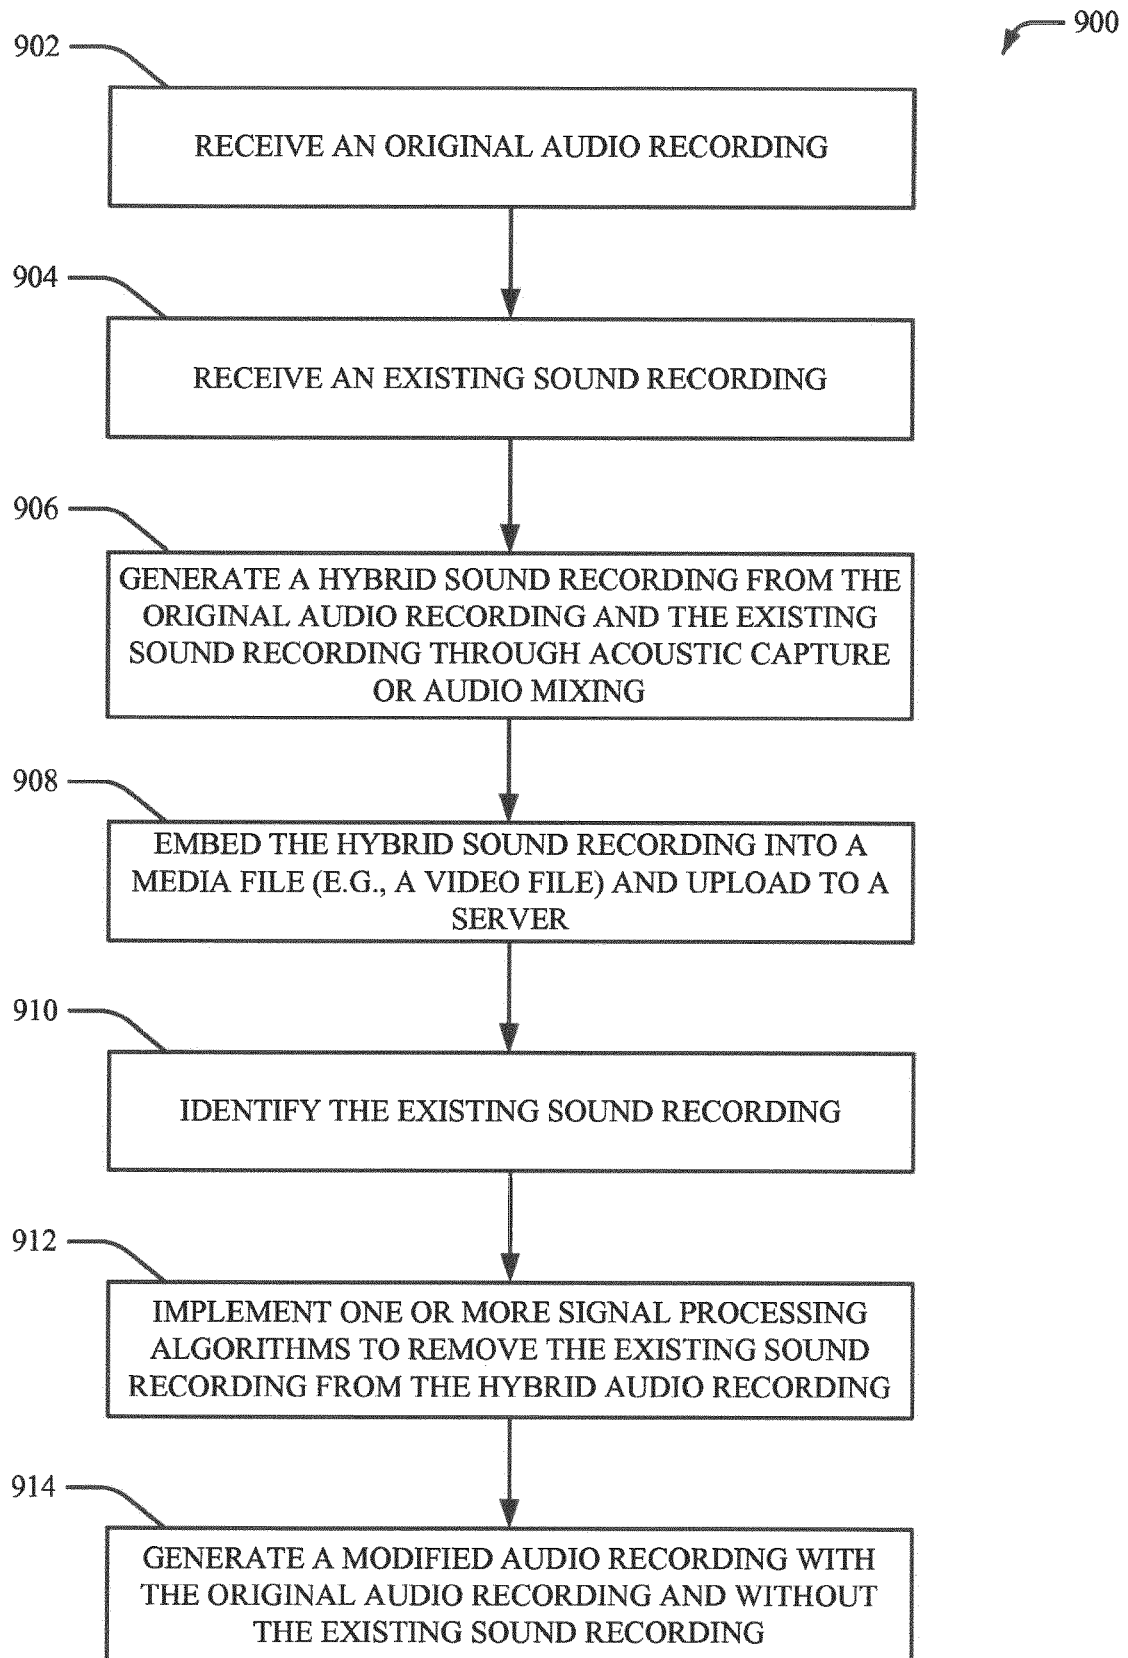 900
902
RECEIVE AN ORIGINAL AUDIO RECORDING
904
RECEIVE AN EXISTING SOUND RECORDING
906
GENERATE A HYBRID SOUND RECORDING FROM THE
ORIGINAL AUDIO RECORDING AND THE EXISTING
SOUND RECORDING THROUGH ACOUSTIC CAPTURE
OR AUDIO MIXING
908
EMBED THE HYBRID SOUND RECORDING INTO A
MEDIA FILE (E.G., A VIDEO FILE) AND UPLOAD TO A
SERVER
910
IDENTIFY THE EXISTING SOUND RECORDING
912
IMPLEMENT ONE OR MORE SIGNAL PROCESSING
ALGORITHMS TO REMOVE THE EXISTING SOUND
RECORDING FROM THE HYBRID AUDIO RECORDING
914
GENERATE A MODIFIED AUDIO RECORDING WITH
THE ORIGINAL AUDIO RECORDING AND WITHOUT
THE EXISTING SOUND RECORDING